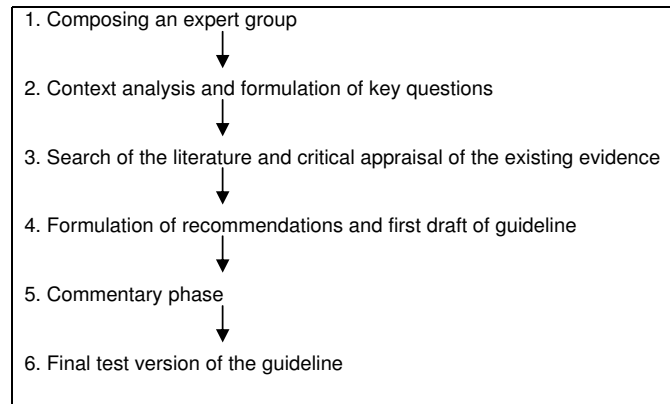 1. Composing an expert group
2. Context analysis and formulation of key questions
3. Search of the literature and critical appraisal of the existing evidence
4. Formulation of recommendations and first draft of guideline
5. Commentary phase
6. Final test version of the guideline